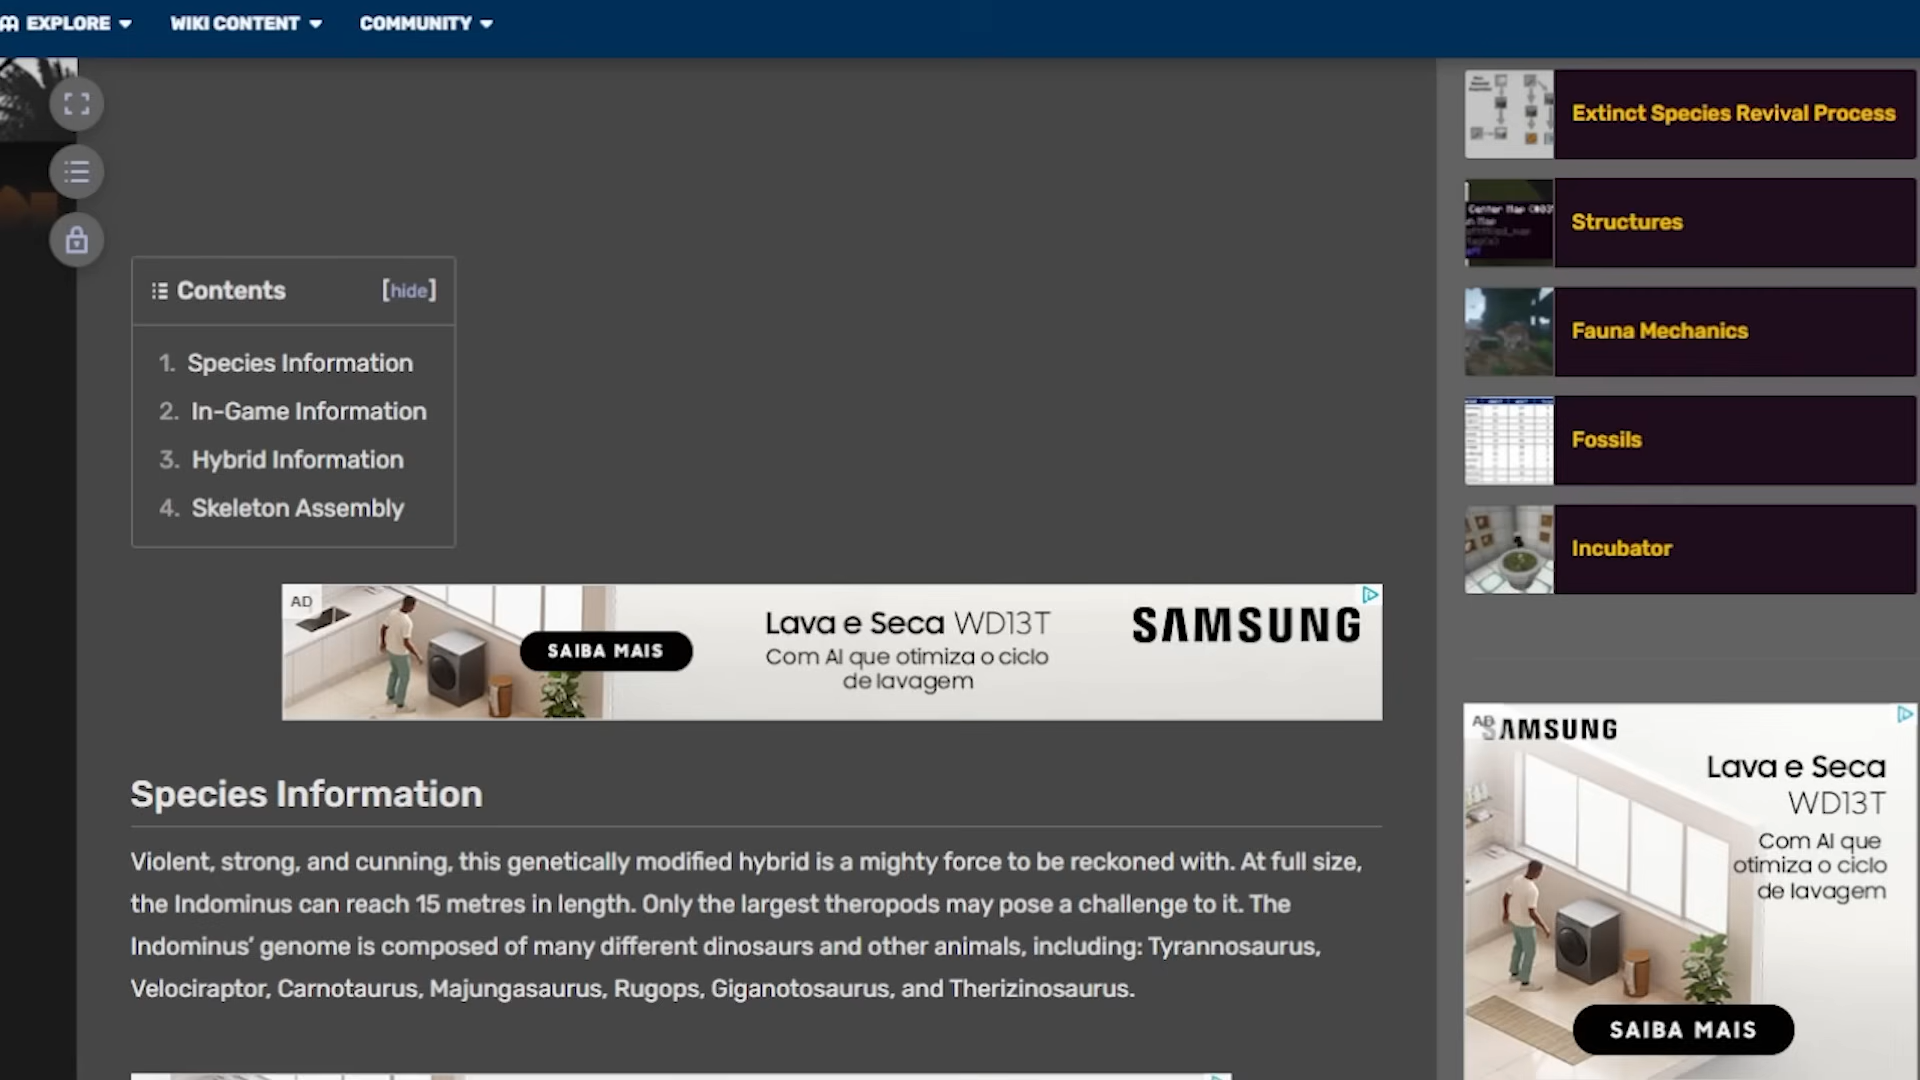 EXPLORE
WIKI CONTENT
COMMUNITY
Contents [hide]
1. Species Information
2. In-Game Information
3. Hybrid Information
4. Skeleton Assembly
AD
SAIBA MAIS
Lava e Seca WD13T
Com AI que otimiza o ciclo
de lavagem
SAMSUNG
Species Information
Violent, strong, and cunning, this genetically modified hybrid is a mighty force to be reckoned with. At full size,
the Indominus can reach 15 metres in length. Only the largest theropods may pose a challenge to it. The
Indominus’ genome is composed of many different dinosaurs and other animals, including: Tyrannosaurus,
Velociraptor, Carnotaurus, Majungasaurus, Rugops, Giganotosaurus, and Therizinosaurus.
Extinct Species Revival Process
Center Map
Structures
Fauna Mechanics
Fossils
Incubator
AD
SAMSUNG
Lava e Seca
WD13T
Com AI que
otimiza o ciclo
de lavagem
SAIBA MAIS